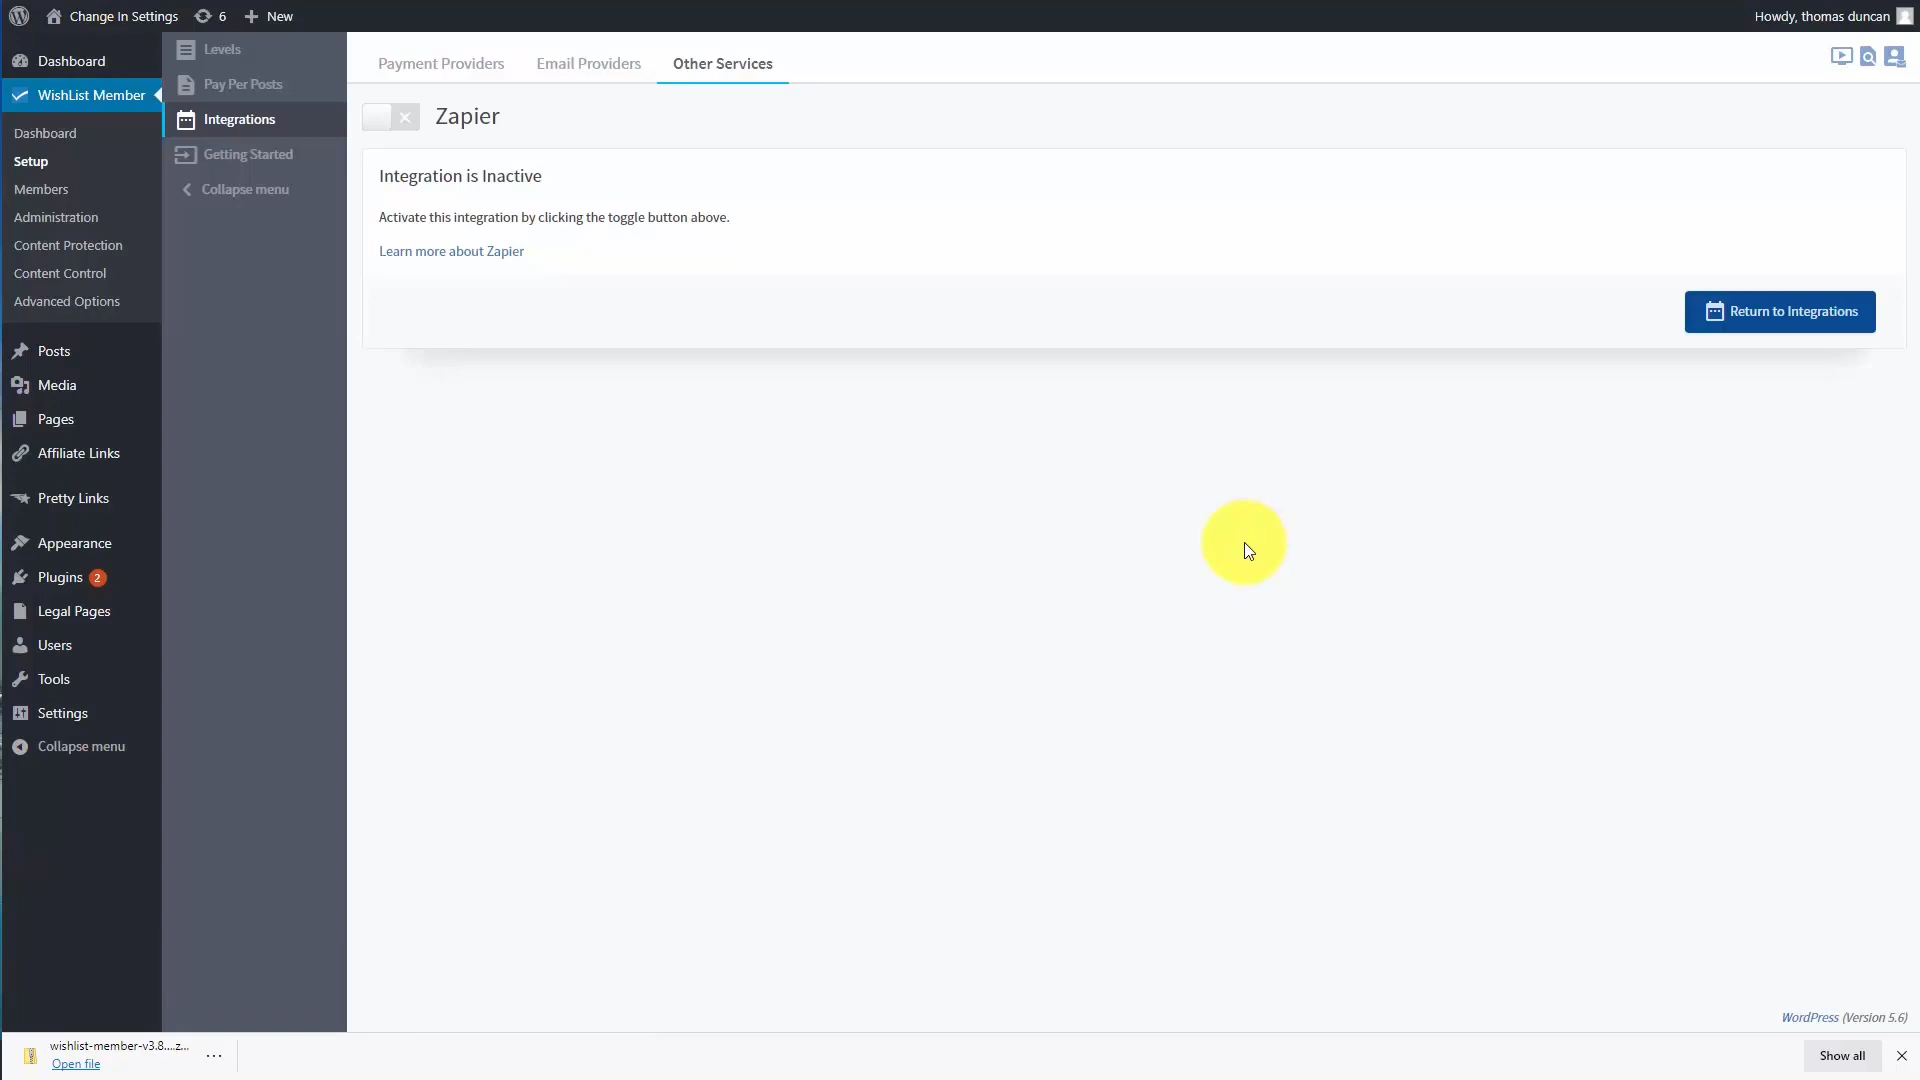 Change In Settings
6
New
Howdy, thomas duncan
Dashboard
WishList Member
Dashboard
Setup
Members
Administration
Content Protection
Content Control
Advanced Options
Posts
Media
Pages
Affiliate Links
Pretty Links
Appearance
Plugins 2
Legal Pages
Users
Tools
Settings
Collapse menu
Levels
Pay Per Posts
Integrations
Getting Started
Collapse menu
Payment Providers
Email Providers
Other Services
Zapier
Integration is Inactive
Activate this integration by clicking the toggle button above.
Learn more about Zapier
Return to Integrations
WordPress (Version 5.6)
wishlist-member-v3.8....z...
Open file
Show all